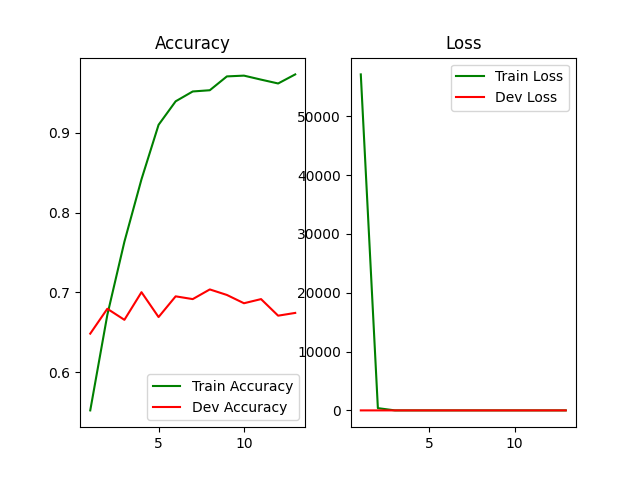 Accuracy
0.9
0.8
0.7
0.6
5
10
Train Accuracy
Dev Accuracy
Loss
50000
40000
30000
20000
10000
0
5
10
Train Loss
Dev Loss